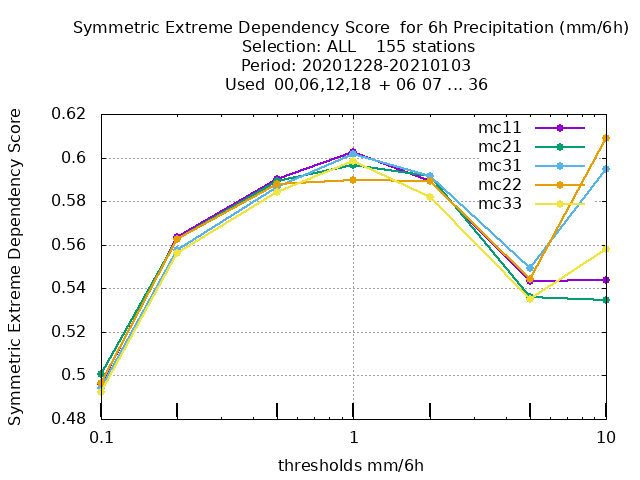 Symmetric Extreme Dependency Score  for 6h Precipitation (mm/6h)
Selection: ALL    155 stations
Period: 20201228-20210103
Used  00,06,12,18  + 06 07 ... 36
Symmetric Extreme Dependency Score
0.62
0.6
0.58
0.56
0.54
0.52
0.5
0.48
mc11
mc21
mc31
mc22
mc33
0.1
1
10
thresholds mm/6h